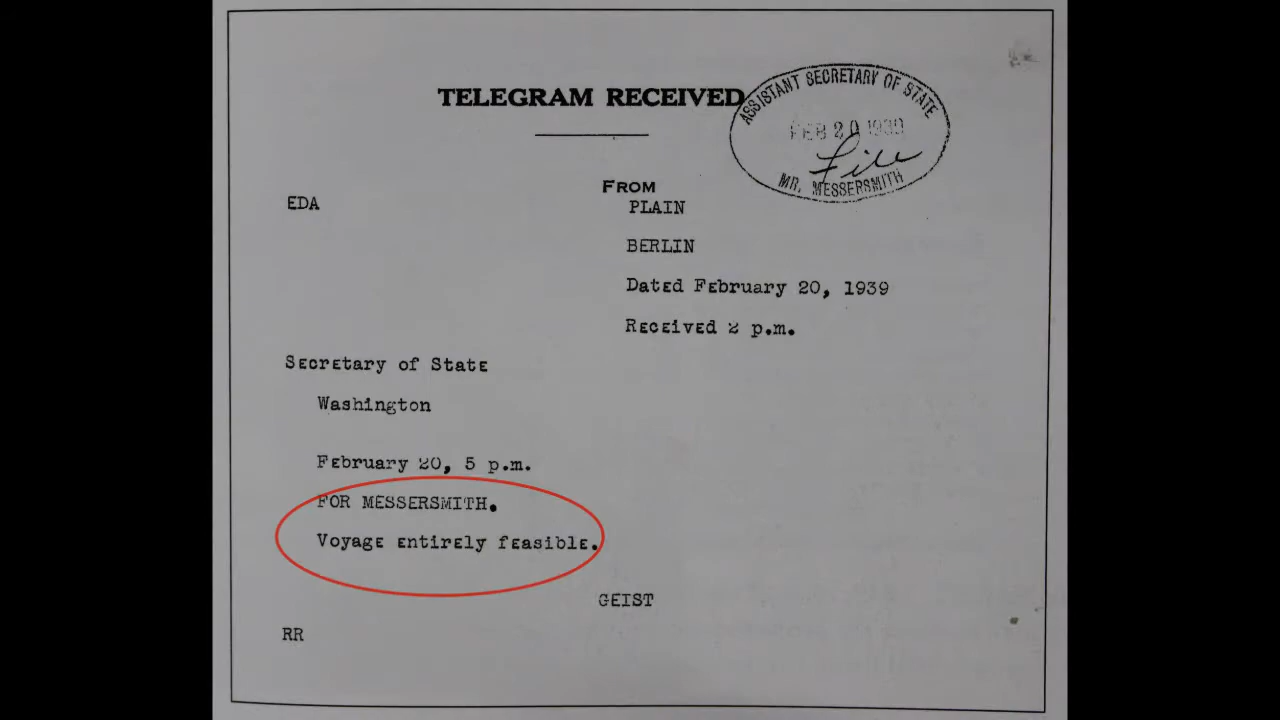 TELEGRAM RECEIVED
ASSISTANT SECRETARY OF STATE
FEB 20 1939
File
MR. MESSERSMITH
FROM
EDA
PLAIN
BERLIN
Dated February 20, 1939
Received 2 p.m.
Secretary of State
Washington
February 20, 5 p.m.
FOR MESSERSMITH.
Voyage entirely feasible.
GEIST
RR